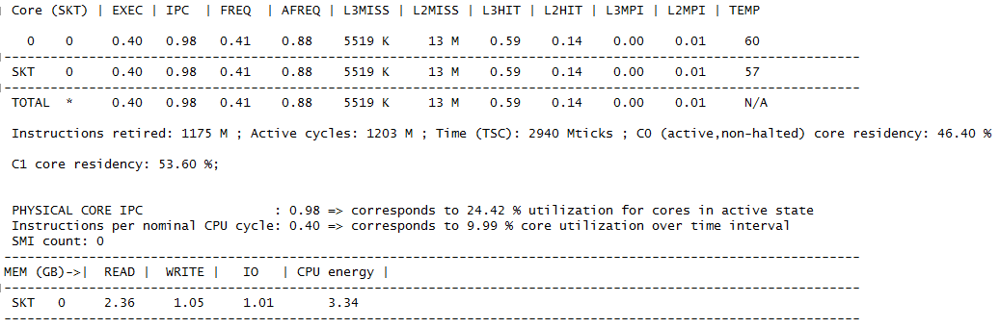 Core (SKT) | EXEC | IPC | FREQ | AFREQ | L3MISS | L2MISS | L3HIT | L2HIT | L3MPI | L2MPI | TEMP
0 0 0.40 0.98 0.41 0.88 5519 K 13 M 0.59 0.14 0.00 0.01 60
SKT 0 0.40 0.98 0.41 0.88 5519 K 13 M 0.59 0.14 0.00 0.01 57
TOTAL * 0.40 0.98 0.41 0.88 5519 K 13 M 0.59 0.14 0.00 0.01 N/A
Instructions retired: 1175 M ; Active cycles: 1203 M ; Time (TSC): 2940 Mticks ; C0 (active,non-halted) core residency: 46.40 %
C1 core residency: 53.60 %;
PHYSICAL CORE IPC : 0.98 => corresponds to 24.42 % utilization for cores in active state
Instructions per nominal CPU cycle: 0.40 => corresponds to 9.99 % core utilization over time interval
SMI count: 0
MEM (GB)->| READ | WRITE | IO | CPU energy |
SKT 0 2.36 1.05 1.01 3.34